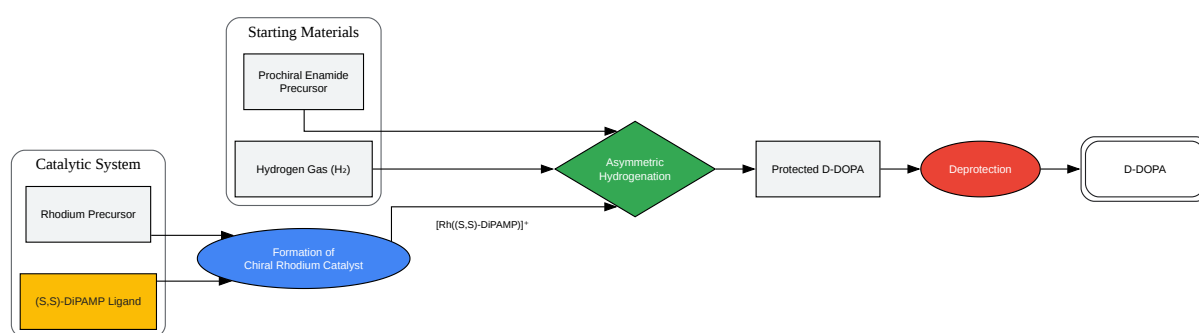 Starting Materials
Prochiral Enamide
Precursor
Hydrogen Gas (H₂)
Catalytic System
Rhodium Precursor
(S,S)-DiPAMP Ligand
Formation of
Chiral Rhodium Catalyst
[Rh((S,S)-DiPAMP)]⁺
Asymmetric
Hydrogenation
Protected D-DOPA
Deprotection
D-DOPA